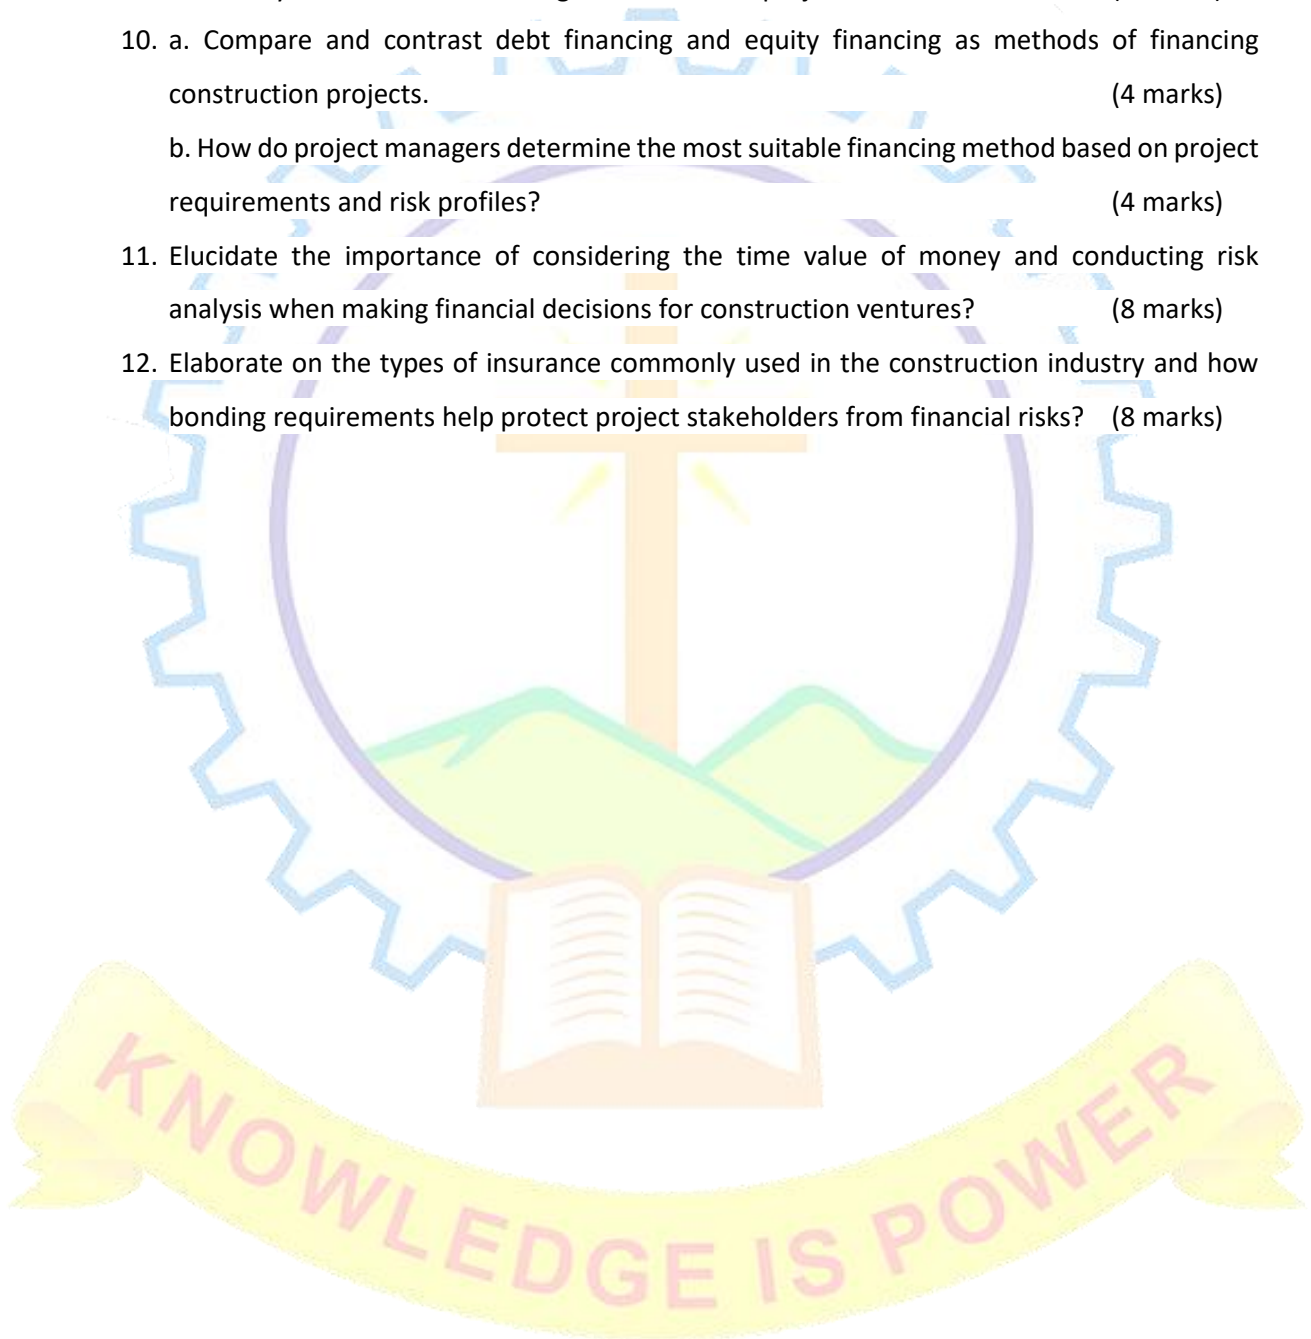 10. a. Compare and contrast debt financing and equity financing as methods of financing
construction projects. (4 marks)
b. How do project managers determine the most suitable financing method based on project
requirements and risk profiles? (4 marks)
11. Elucidate the importance of considering the time value of money and conducting risk
analysis when making financial decisions for construction ventures? (8 marks)
12. Elaborate on the types of insurance commonly used in the construction industry and how
bonding requirements help protect project stakeholders from financial risks? (8 marks)
KNOWLEDGE IS POWER